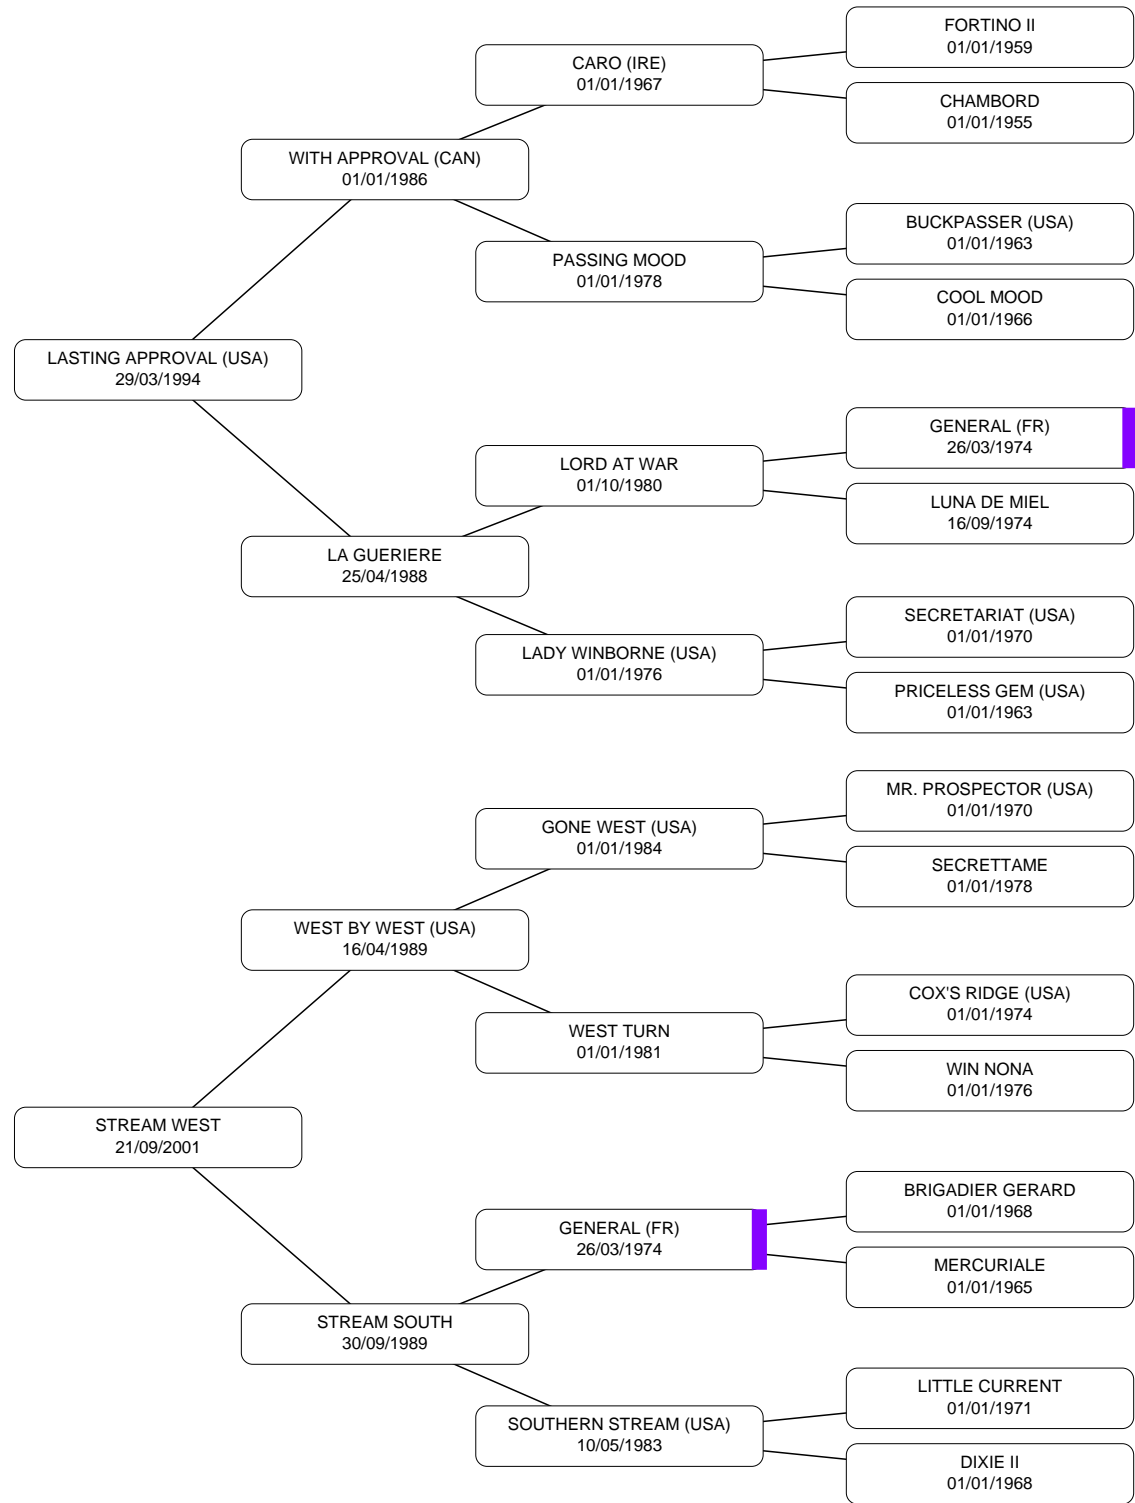 FORTINO II
01/01/1959
CARO (IRE)
01/01/1967
CHAMBORD
01/01/1955
WITH APPROVAL (CAN)
01/01/1986
BUCKPASSER (USA)
01/01/1963
PASSING MOOD
01/01/1978
COOL MOOD
01/01/1966
LASTING APPROVAL (USA)
29/03/1994
GENERAL (FR)
26/03/1974
LORD AT WAR
01/10/1980
LUNA DE MIEL
16/09/1974
LA GUERIERE
25/04/1988
SECRETARIAT (USA)
01/01/1970
LADY WINBORNE (USA)
01/01/1976
PRICELESS GEM (USA)
01/01/1963
MR. PROSPECTOR (USA)
01/01/1970
GONE WEST (USA)
01/01/1984
SECRETTAME
01/01/1978
WEST BY WEST (USA)
16/04/1989
COX'S RIDGE (USA)
01/01/1974
WEST TURN
01/01/1981
WIN NONA
01/01/1976
STREAM WEST
21/09/2001
BRIGADIER GERARD
01/01/1968
GENERAL (FR)
26/03/1974
MERCURIALE
01/01/1965
STREAM SOUTH
30/09/1989
LITTLE CURRENT
01/01/1971
SOUTHERN STREAM (USA)
10/05/1983
DIXIE II
01/01/1968